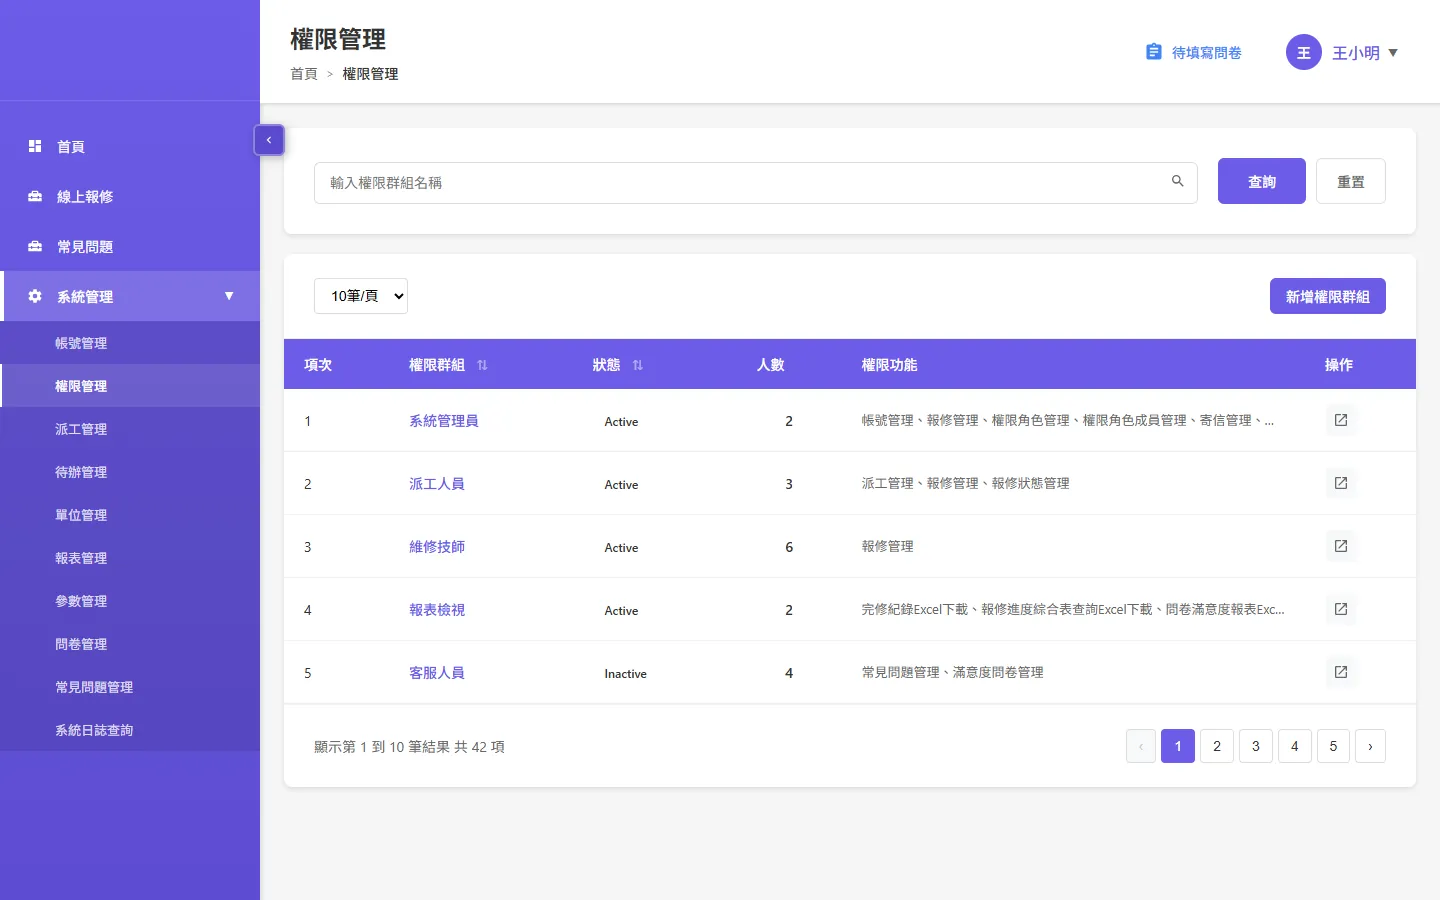 權限管理
首頁 > 權限管理
待填寫問卷
王 王小明 ▼
首頁
線上報修
常見問題
系統管理 ▼
帳號管理
權限管理
派工管理
待辦管理
單位管理
報表管理
參數管理
問卷管理
常見問題管理
系統日誌查詢
‹
輸入權限群組名稱
查詢 重置
10筆/頁 新增權限群組
項次 權限群組 ⇅ 狀態 ⇅ 人數 權限功能 操作
1 系統管理員 Active 2 帳號管理、報修管理、權限角色管理、權限角色成員管理、寄信管理、...
2 派工人員 Active 3 派工管理、報修管理、報修狀態管理
3 維修技師 Active 6 報修管理
4 報表檢視 Active 2 完修紀錄Excel下載、報修進度綜合表查詢Excel下載、問卷滿意度報表Exc...
5 客服人員 Inactive 4 常見問題管理、滿意度問卷管理
顯示第 1 到 10 筆結果 共 42 項
‹ 1 2 3 4 5 ›